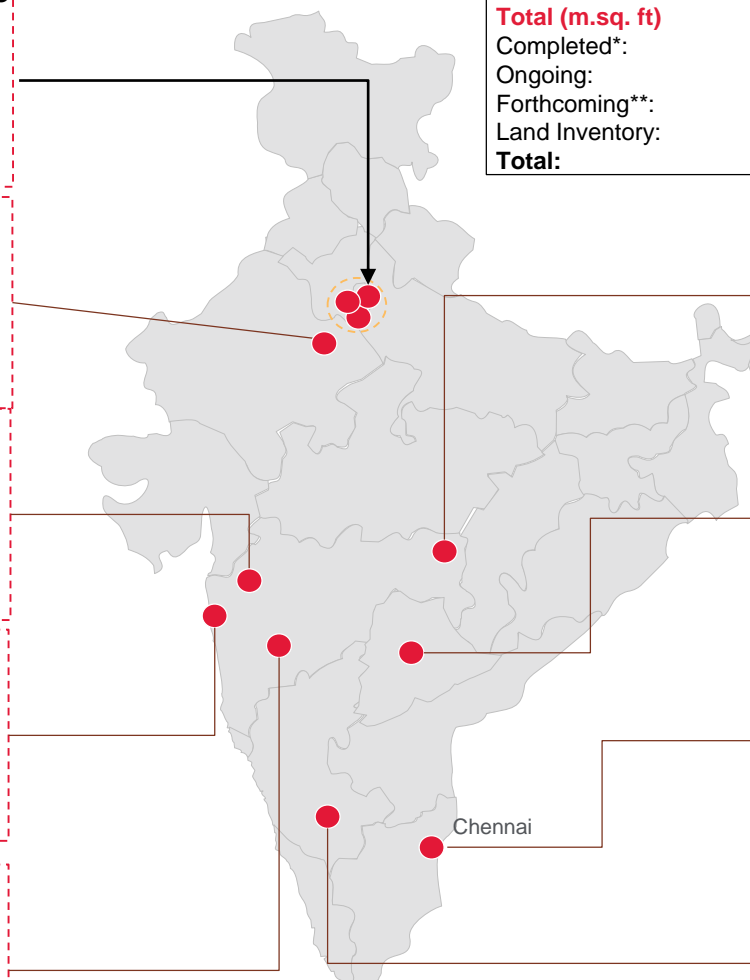 Total (m.sq. ft)
Completed*:
Ongoing:
Forthcoming**:
Land Inventory:
Total:
Chennai